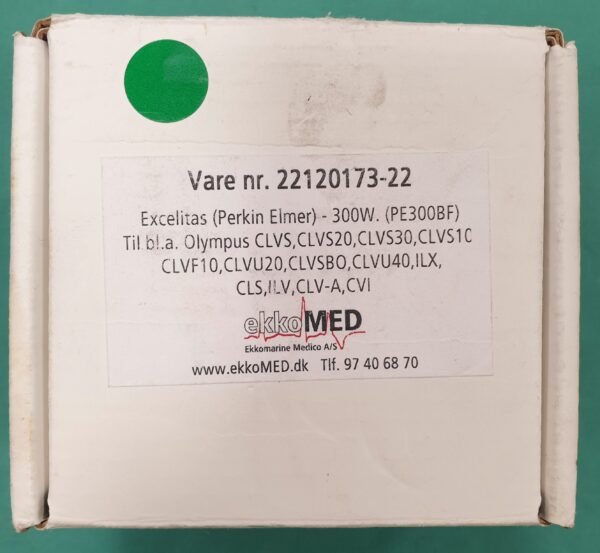 Vare nr. 22120173-22
Excelitas (Perkin Elmer) - 300W. (PE300BF)
Til bl.a. Olympus CLVS,CLVS20,CLVS30,CLVS10
CLVF10,CLVU20,CLVSBO,CLVU40,ILX,
CLS,ILV,CLV-A,CVI
ekkoMED
Ekkomarine Medico A/S
www.ekkoMED.dk Tlf. 97 40 68 70